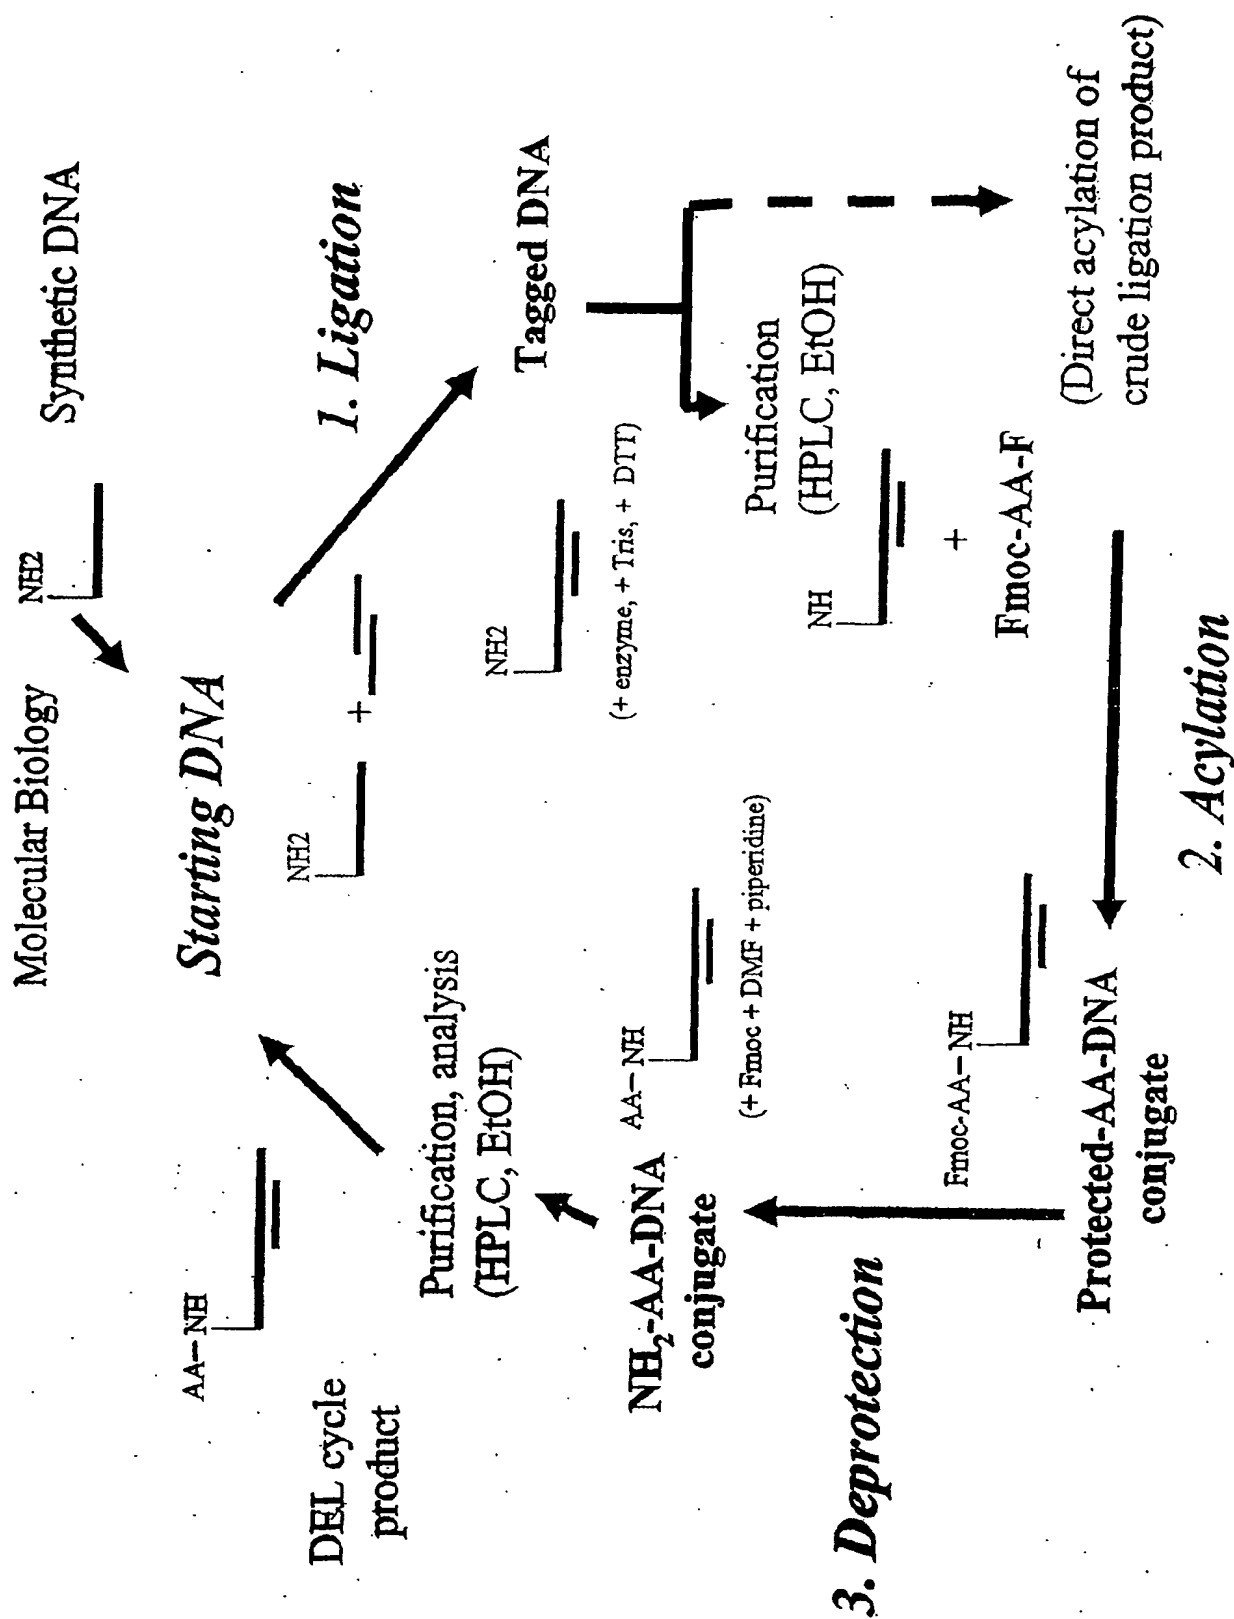 Molecular Biology
NH2
Synthetic DNA
AA–NH
DEL cycle
product
Starting DNA
NH2
+
1. Ligation
Purification, analysis
(HPLC, EtOH)
NH2
Tagged DNA
(+ enzyme, + Tris, + DTT)
NH₂-AA-DNA
conjugate
AA–NH
(+ Fmoc + DMF + piperidine)
Purification
(HPLC, EtOH)
NH
+
Fmoc-AA-F
(Direct acylation of
crude ligation product)
3. Deprotection
Fmoc-AA–NH
Protected-AA-DNA
conjugate
2. Acylation